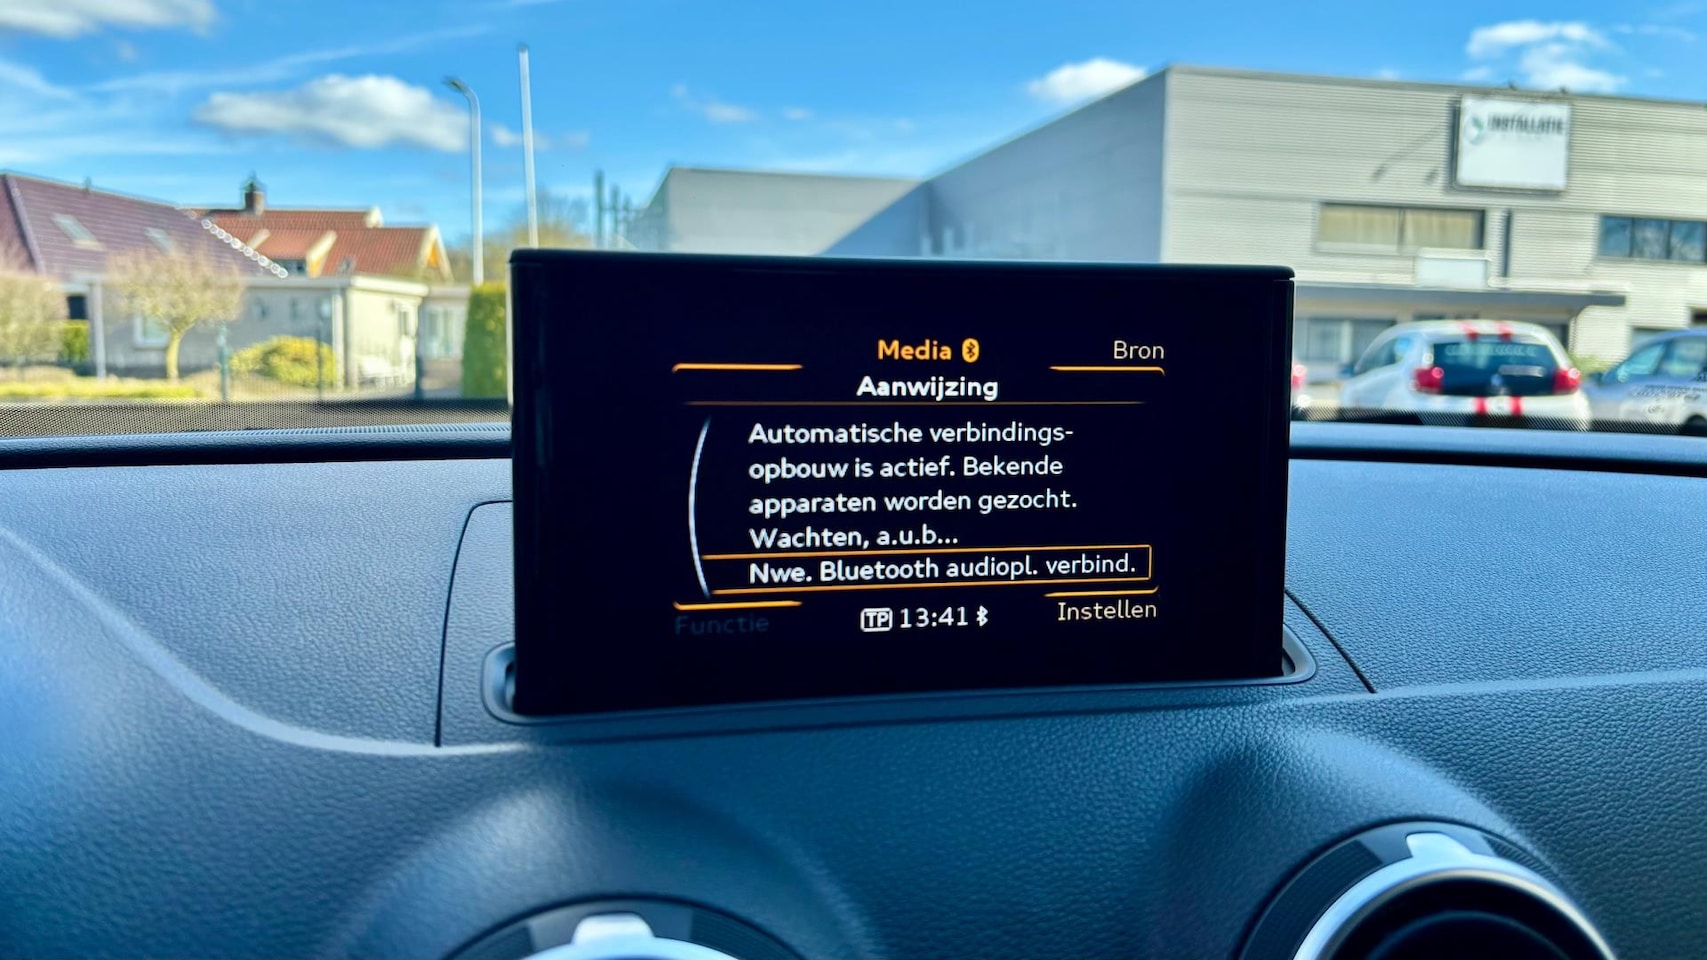 INSTALLATIE
Media Bron
Aanwijzing
Automatische verbindings-
opbouw is actief. Bekende
apparaten worden gezocht.
Wachten, a.u.b...
Nwe. Bluetooth audiopl. verbind.
Functie TP 13:41 Instellen